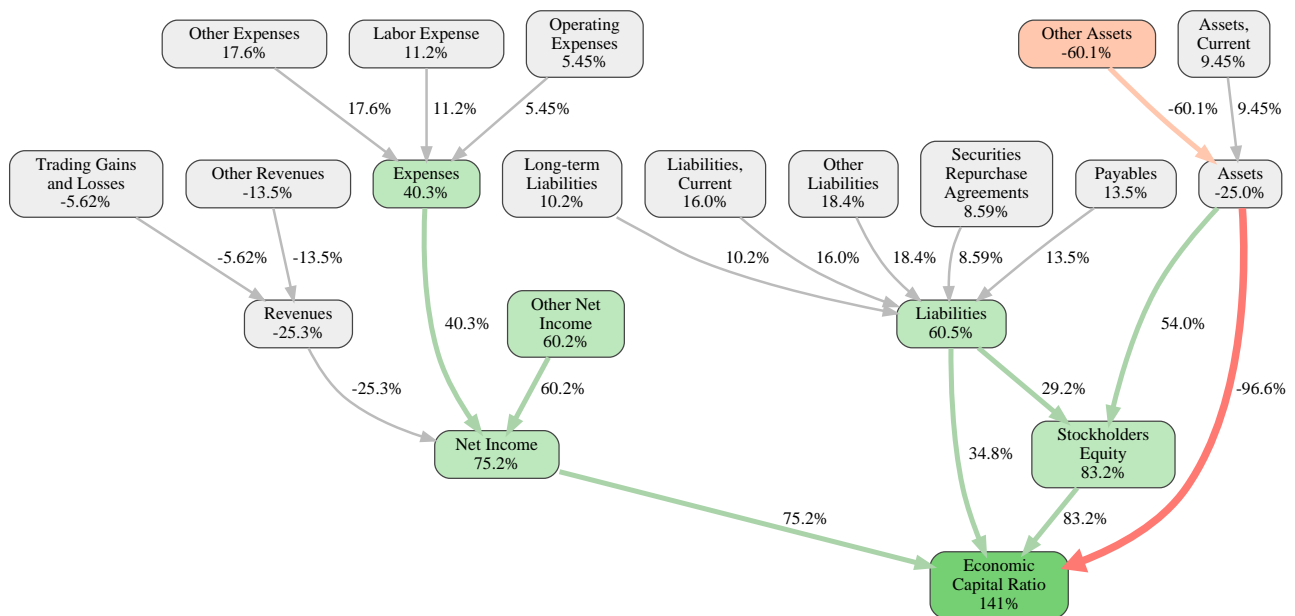 Other Expenses
17.6%
Labor Expense
11.2%
Operating
Expenses
5.45%
Other Assets
-60.1%
Assets,
Current
9.45%
17.6%
11.2%
5.45%
-60.1%
9.45%
Trading Gains
and Losses
-5.62%
Other Revenues
-13.5%
Expenses
40.3%
Long-term
Liabilities
10.2%
Liabilities,
Current
16.0%
Other
Liabilities
18.4%
Securities
Repurchase
Agreements
8.59%
Payables
13.5%
Assets
-25.0%
-5.62%
-13.5%
10.2%
16.0%
18.4%
8.59%
13.5%
Revenues
-25.3%
40.3%
Other Net
Income
60.2%
Liabilities
60.5%
54.0%
-25.3%
60.2%
29.2%
-96.6%
Net Income
75.2%
34.8%
Stockholders
Equity
83.2%
75.2%
83.2%
Economic
Capital Ratio
141%